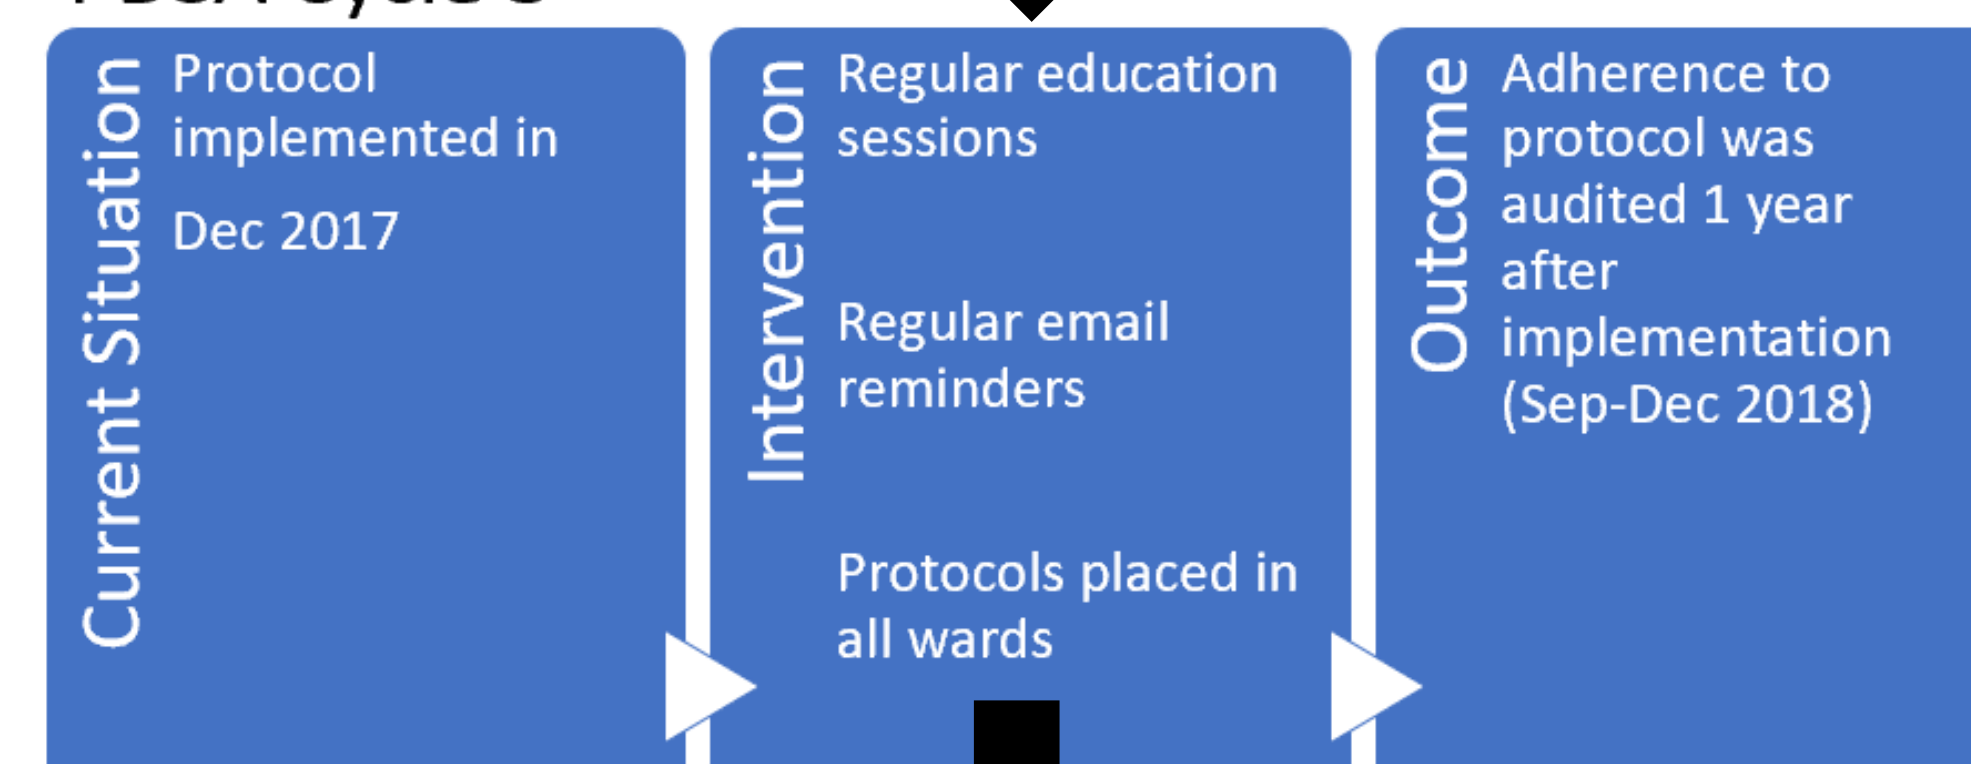 Current Situation
Protocol
implemented in
Dec 2017
Intervention
Regular education
sessions
Regular email
reminders
Protocols placed in
all wards
Outcome
Adherence to
protocol was
audited 1 year
after
implementation
(Sep-Dec 2018)